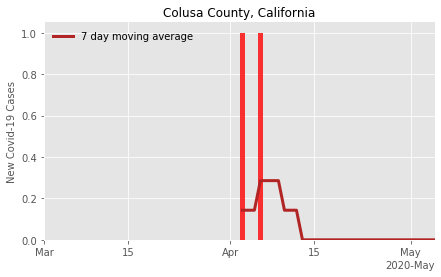 Colusa County, California
7 day moving average
New Covid-19 Cases
1.0
0.8
0.6
0.4
0.2
0.0
Mar
15
Apr
15
May
2020-May